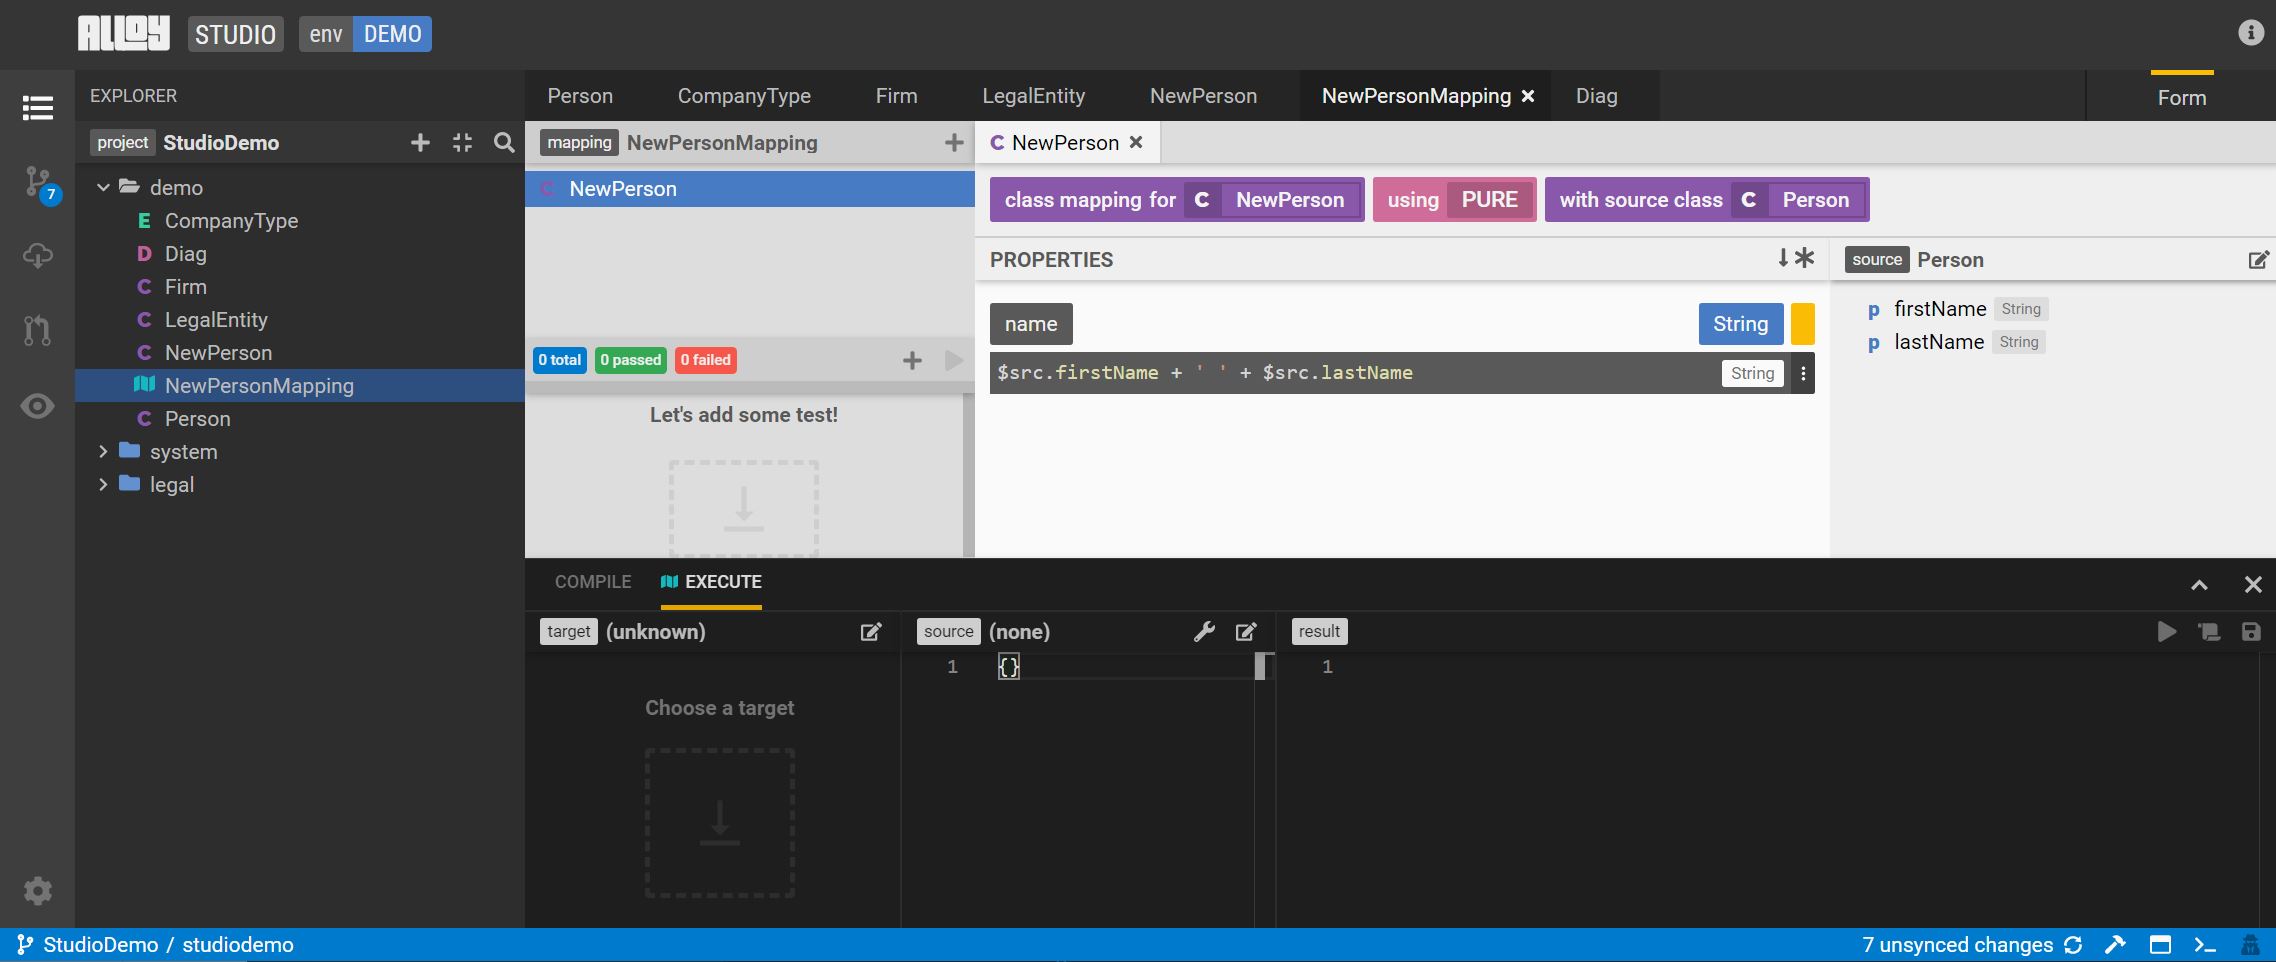 ALLOY STUDIO env DEMO
EXPLORER
project StudioDemo
demo
E CompanyType
D Diag
C Firm
C LegalEntity
C NewPerson
NewPersonMapping
C Person
system
legal
7
Person CompanyType Firm LegalEntity NewPerson NewPersonMapping Diag Form
mapping NewPersonMapping
C NewPerson
0 total 0 passed 0 failed
Let's add some test!
C NewPerson
class mapping for C NewPerson using PURE with source class C Person
PROPERTIES
name String
$src.firstName + ' ' + $src.lastName String
source Person
p firstName String
p lastName String
COMPILE EXECUTE
target (unknown)
Choose a target
source (none)
1 {}
result
1
StudioDemo / studiodemo
7 unsynced changes